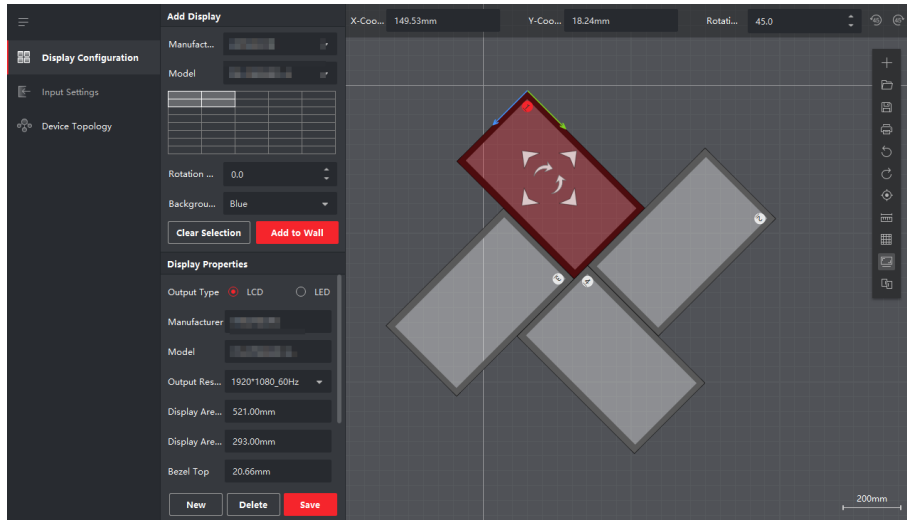 Add Display
X-Coo... 149.53mm Y-Coo... 18.24mm Rotati... 45.0
Manufact...
Display Configuration
Model
Input Settings
Device Topology
Rotation ... 0.0
Backgrou... Blue
Clear Selection Add to Wall
Display Properties
Output Type LCD LED
Manufacturer
Model
Output Res... 1920*1080_60Hz
Display Are... 521.00mm
Display Are... 293.00mm
Bezel Top 20.66mm
New Delete Save
200mm